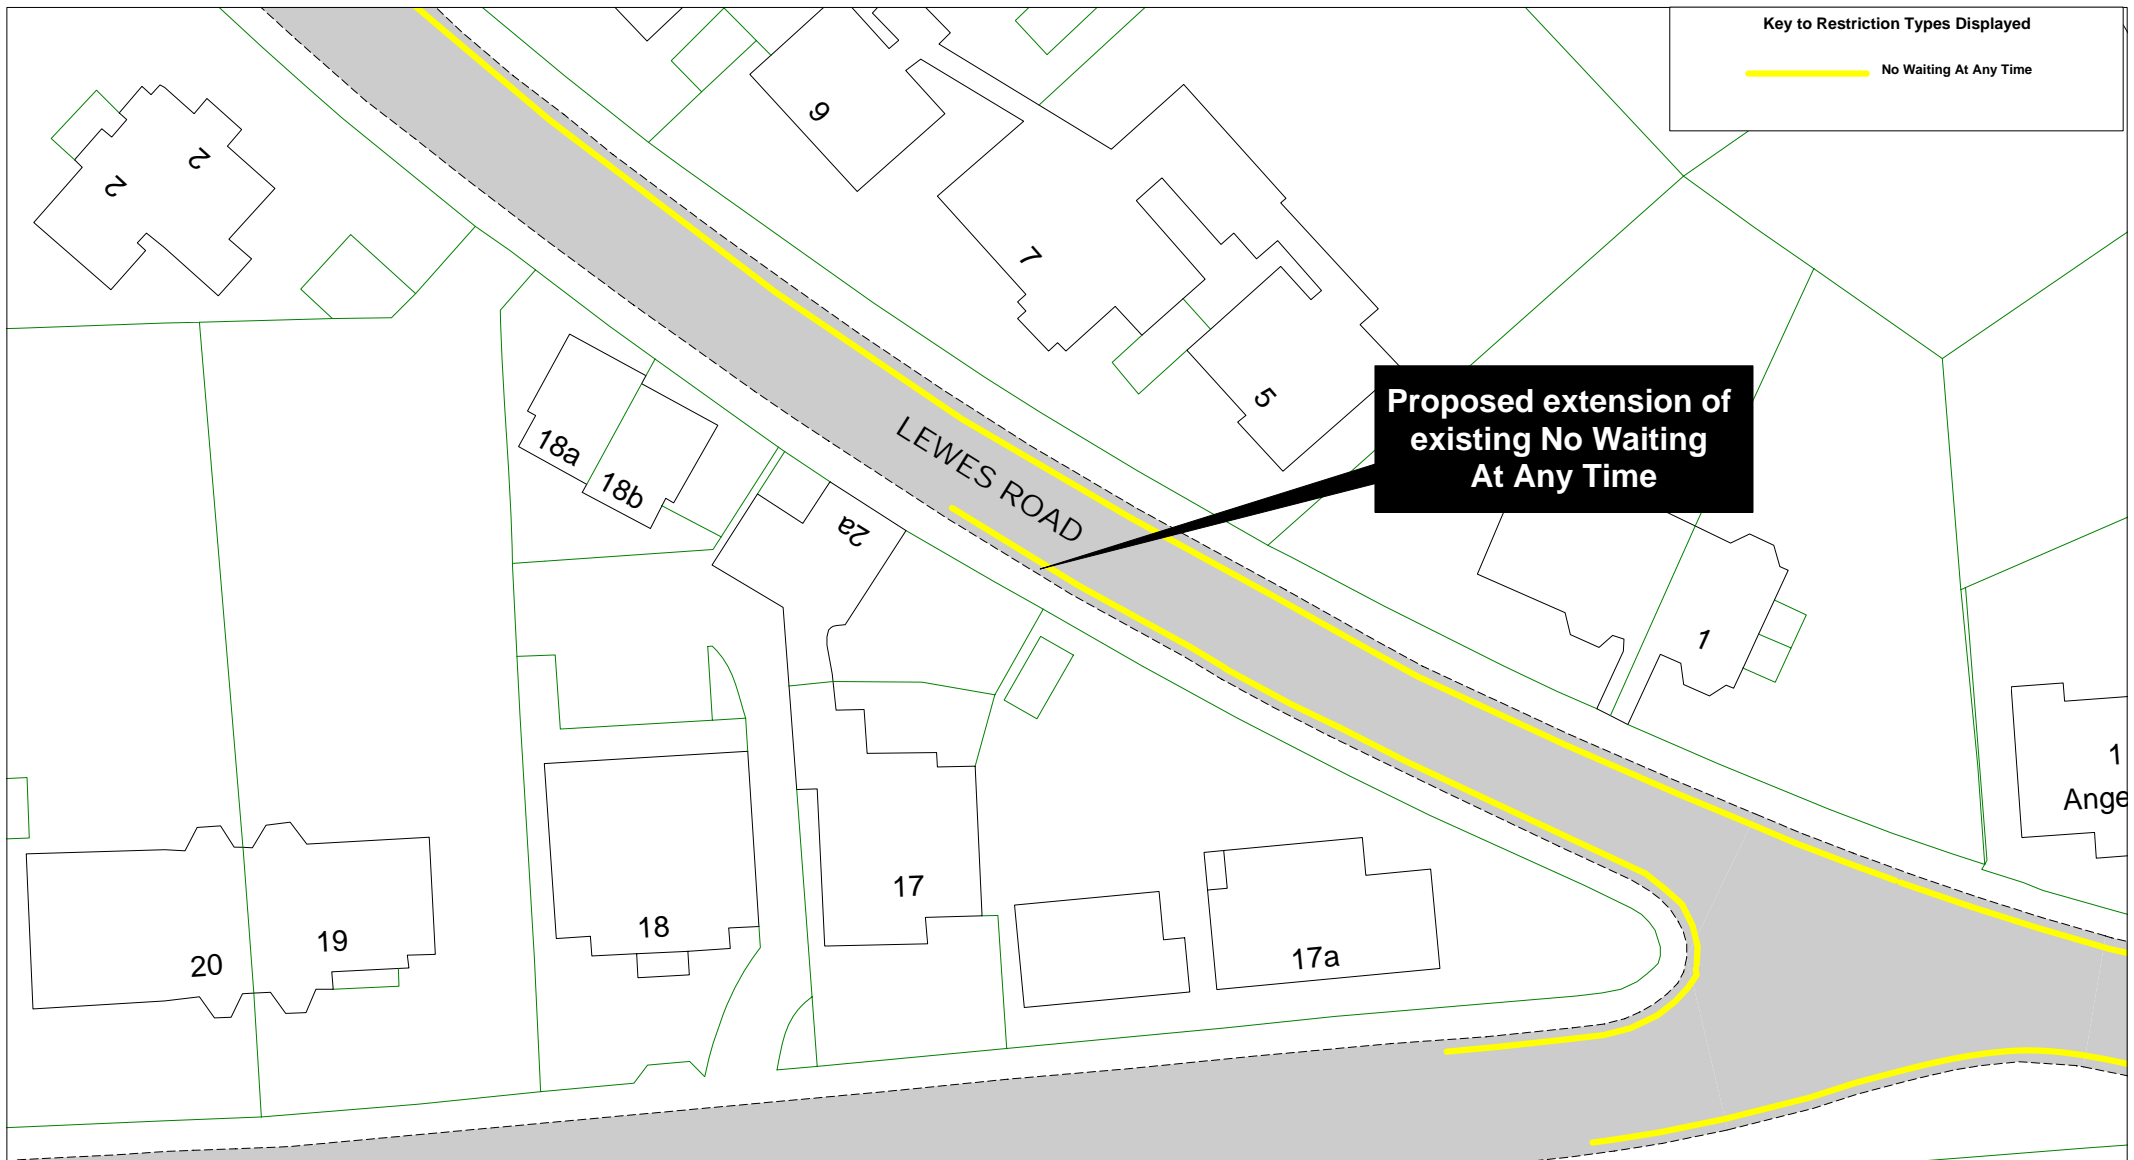 Key to Restriction Types Displayed
No Waiting At Any Time
9
2
2
7
5
Proposed extension of
existing No Waiting
At Any Time
LEWES ROAD
18a
18b
2a
1
1
Ange
17
18
19
20
17a